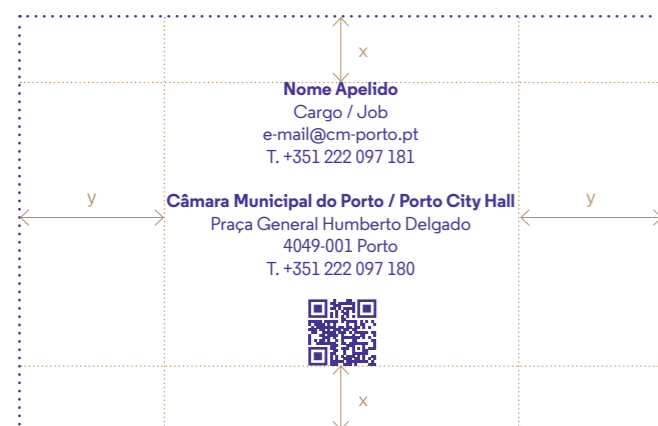 x
Nome Apelido
Cargo / Job
e-mail@cm-porto.pt
T. +351 222 097 181
y
Câmara Municipal do Porto / Porto City Hall
y
Praça General Humberto Delgado
4049-001 Porto
T. +351 222 097 180
x